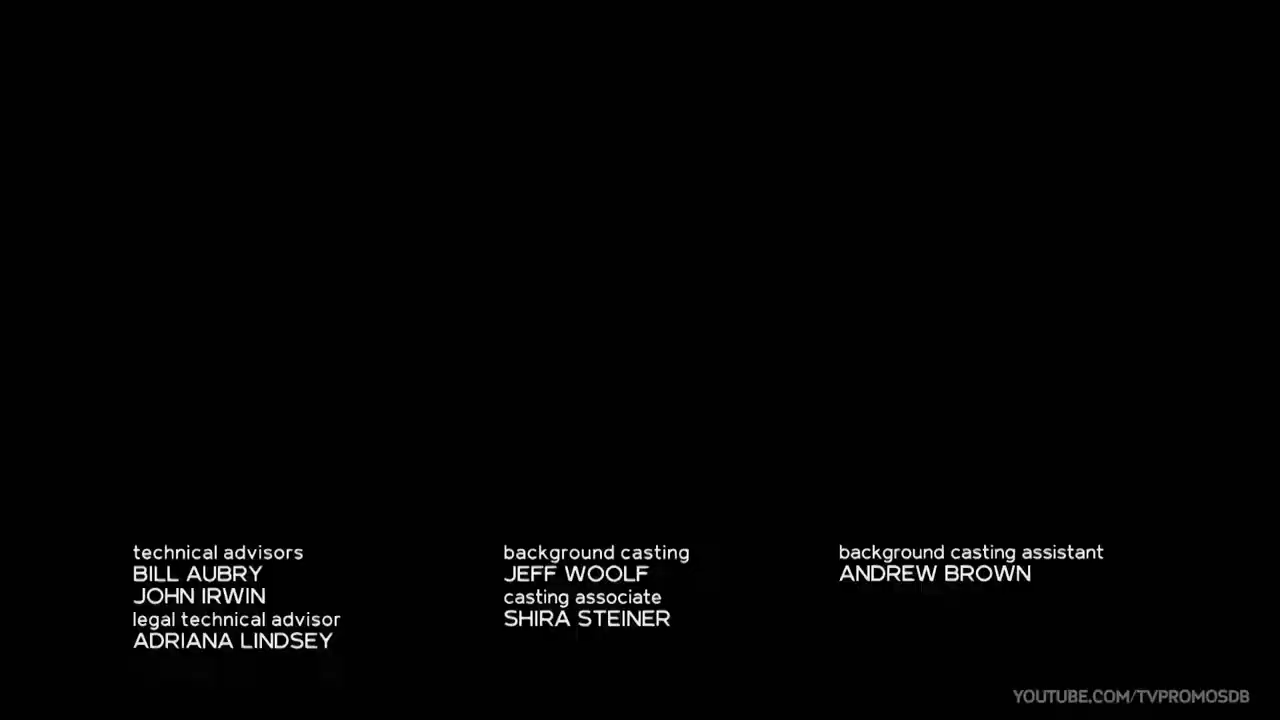 technical advisors
BILL AUBRY
JOHN IRWIN
legal technical advisor
ADRIANA LINDSEY
background casting
JEFF WOOLF
casting associate
SHIRA STEINER
background casting assistant
ANDREW BROWN
YOUTUBE.COM/TVPROMOSDB